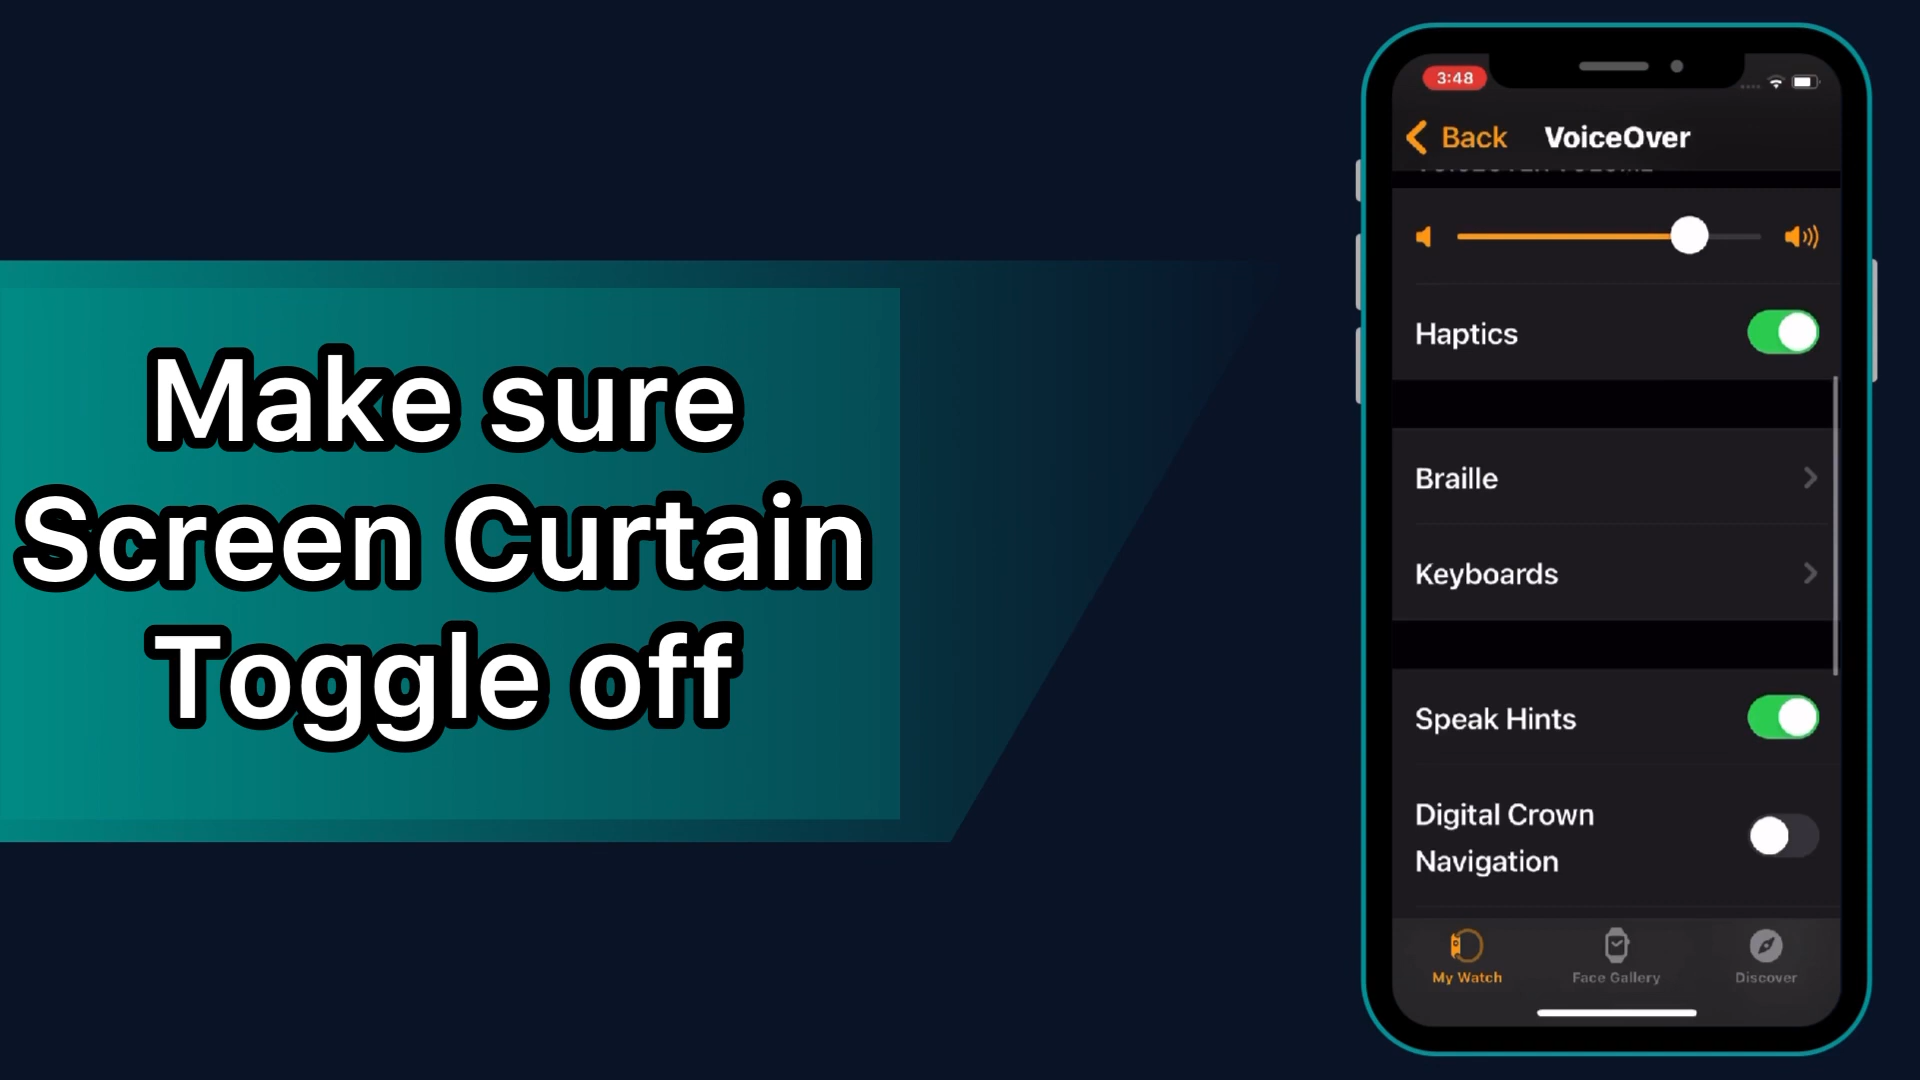 Make sure
Screen Curtain
Toggle off
3:48
Back
VoiceOver
Haptics
Braille
Keyboards
Speak Hints
Digital Crown
Navigation
My Watch
Face Gallery
Discover